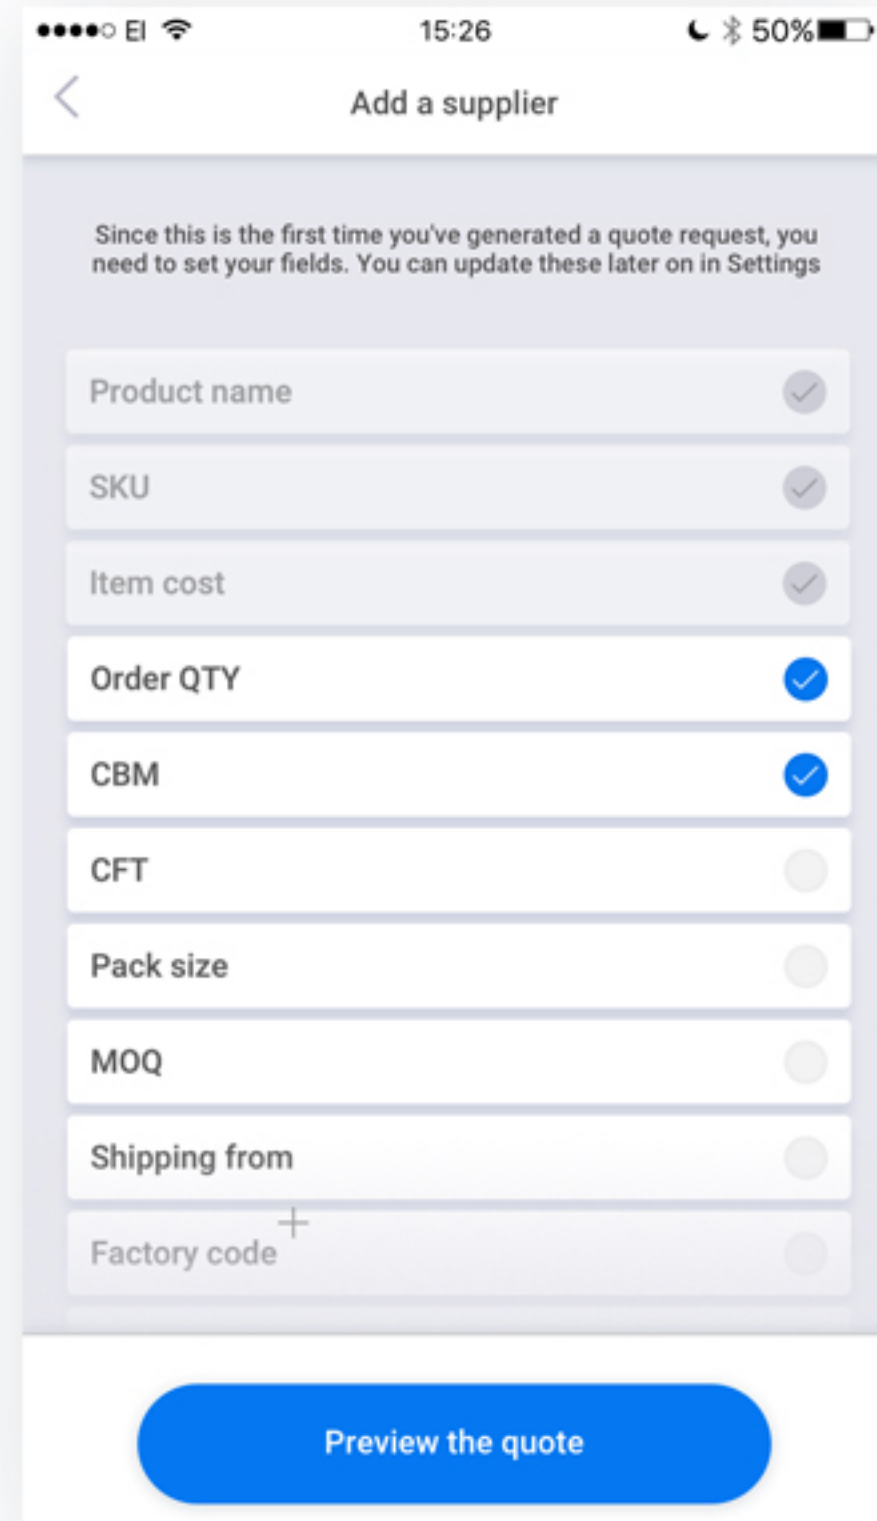 EI
15:26
50%
Add a supplier
Since this is the first time you've generated a quote request, you
need to set your fields. You can update these later on in Settings
Product name
SKU
Item cost
Order QTY
CBM
CFT
Pack size
MOQ
Shipping from
Factory code
Preview the quote